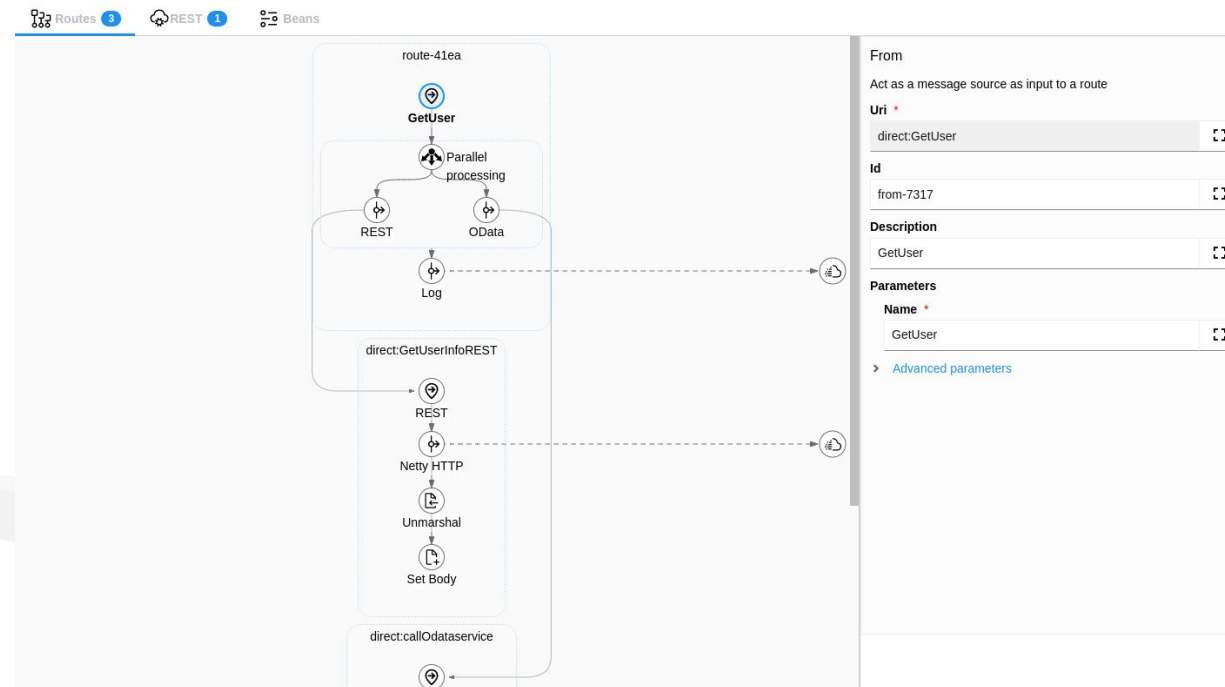 Routes 3 REST 1 Beans
route-41ea
GetUser
Parallel
processing
REST OData
Log
direct:GetUserInfoREST
REST
Netty HTTP
Unmarshal
Set Body
direct:callOdataservice
From
Act as a message source as input to a route
Uri *
direct:GetUser
Id
from-7317
Description
GetUser
Parameters
Name *
GetUser
Advanced parameters